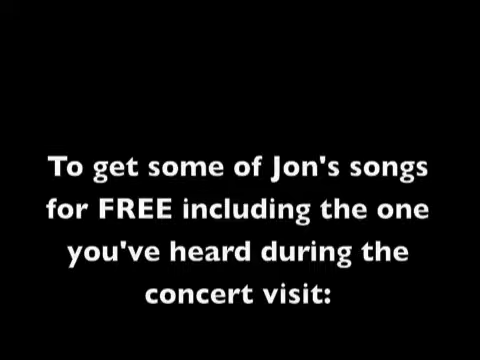 To get some of Jon's songs
for FREE including the one
you've heard during the
concert visit: